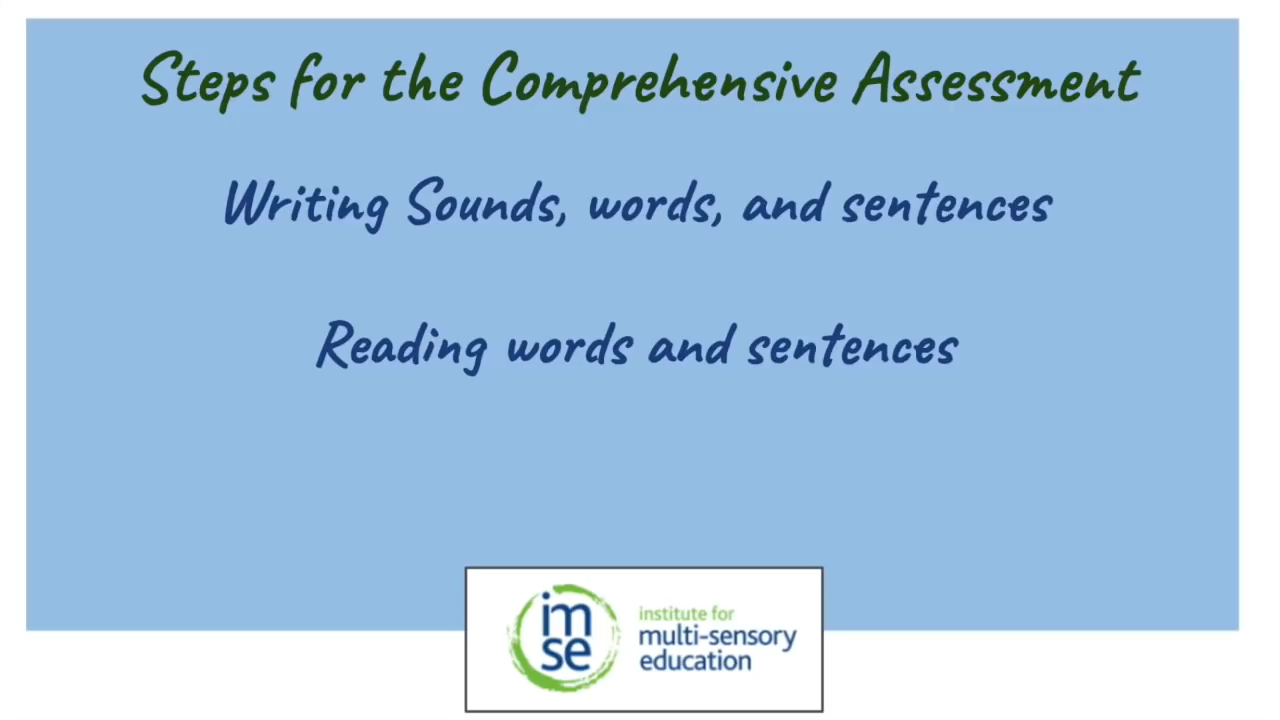 Steps for the Comprehensive Assessment
Writing Sounds, words, and sentences
Reading words and sentences
im
se
institute for
multi-sensory
education